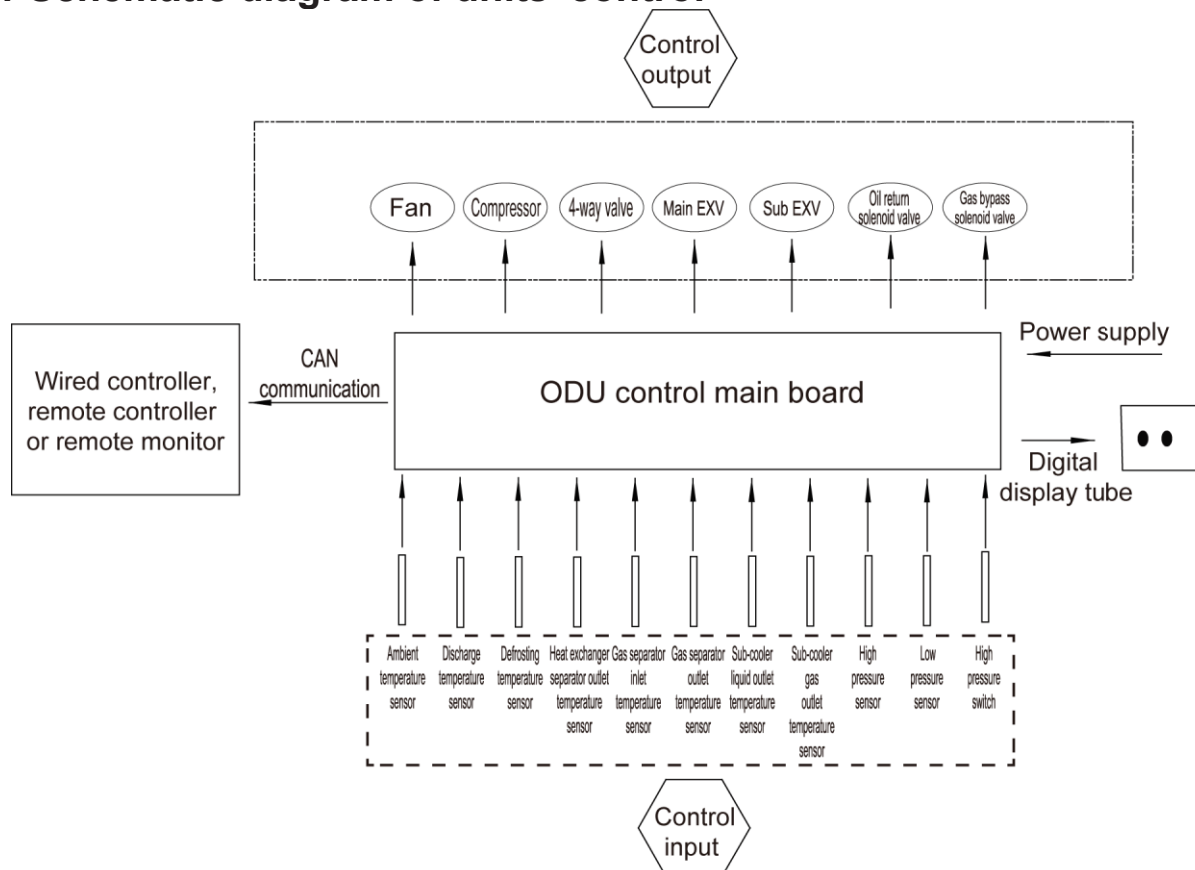 Schematic diagram of units' control
Control
output
Fan
Compressor
4-way valve
Main EXV
Sub EXV
Oil return
solenoid valve
Gas bypass
solenoid valve
Wired controller,
remote controller
or remote monitor
CAN
communication
ODU control main board
Power supply
Digital
display tube
Ambient
temperature
sensor
Discharge
temperature
sensor
Defrosting
temperature
sensor
Heat exchanger
separator outlet
temperature
sensor
Gas separator
inlet
temperature
sensor
Gas separator
outlet
temperature
sensor
Sub-cooler
liquid outlet
temperature
sensor
Sub-cooler
gas
outlet
temperature
sensor
High
pressure
sensor
Low
pressure
sensor
High
pressure
switch
Control
input